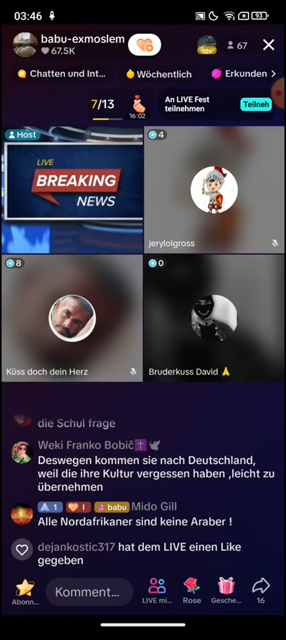 03:46
93
babu-exmoslem
67.5K
10+
67
Chatten und Int...
Wöchentlich
Erkunden
7/13
16:02
An LIVE Fest
teilnehmen
Teilneh
Host
4
LIVE
BREAKING
NEWS
jerylolgross
8
0
Küss doch dein Herz
Bruderkuss David 🙏
die Schul frage
Weki Franko Bobič✝️🕊
Deswegen kommen sie nach Deutschland,
weil die ihre Kultur vergessen haben ,leicht zu
übernehmen
1 I babu Mido Gill
Alle Nordafrikaner sind keine Araber !
dejankostic317 hat dem LIVE einen Like
gegeben
Abonn...
Komment...
LIVE mi...
Rose
Gesche...
16